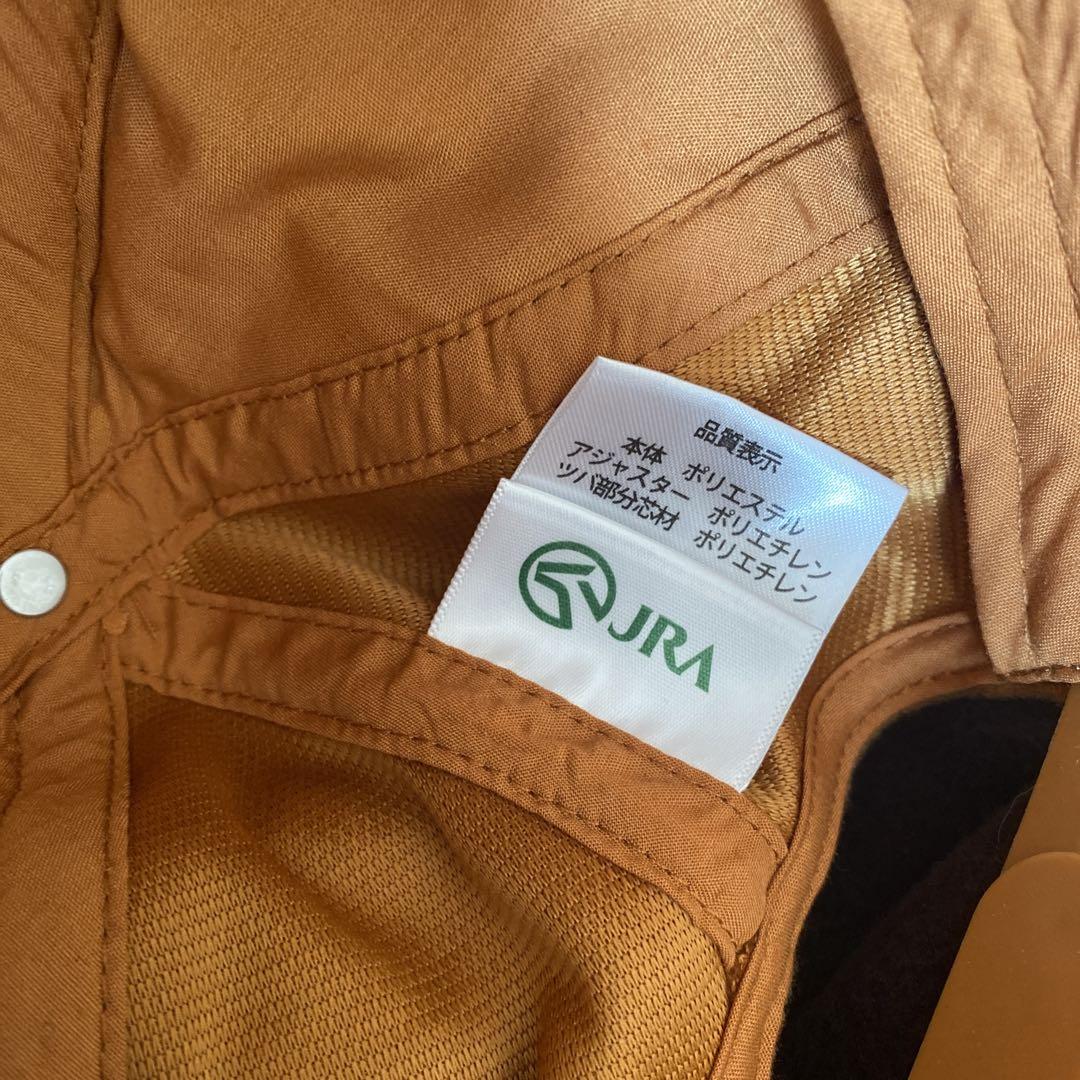 品質表示
本体 ポリエステル
アジャスター ポリエチレン
ツバ部分芯材 ポリエチレン
JRA